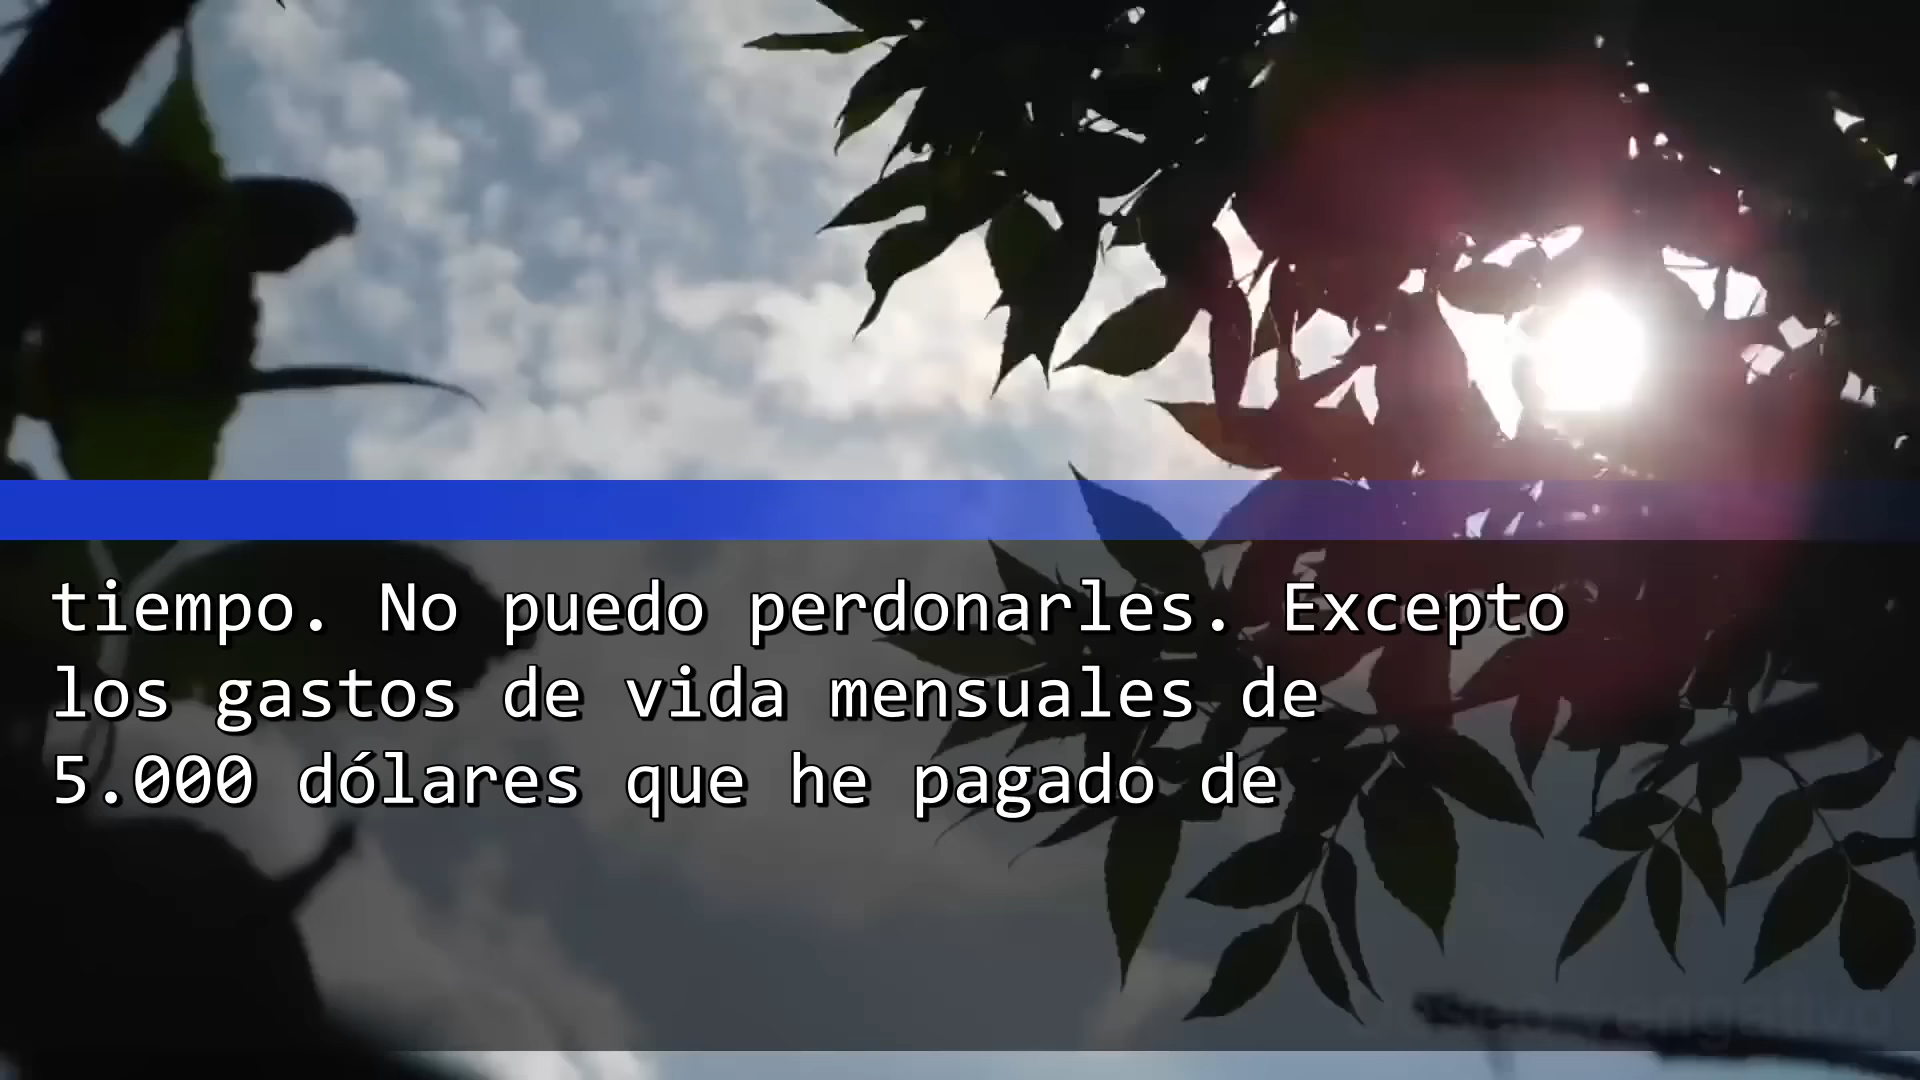 tiempo. No puedo perdonarles. Excepto
los gastos de vida mensuales de
5.000 dólares que he pagado de